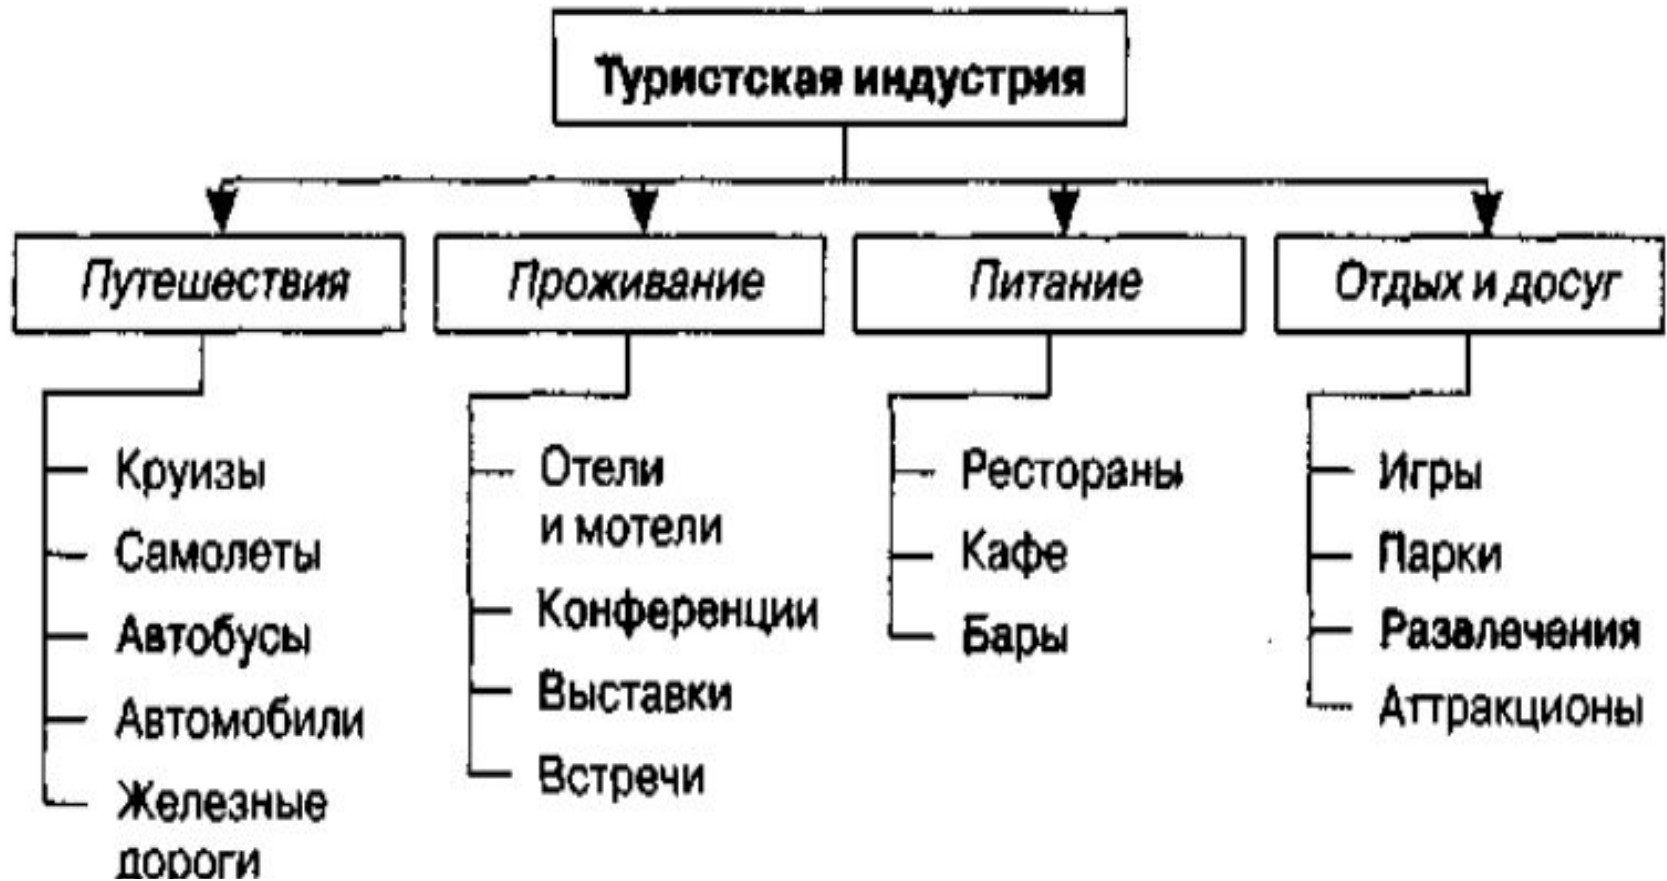 Туристская индустрия
Путешествия
Проживание
Питание
Отдых и досуг
Круизы
Самолеты
Автобусы
Автомобили
Железные
дороги
Отели
и мотели
Конференции
Выставки
Встречи
Рестораны
Кафе
Бары
Игры
Парки
Развлечения
Аттракционы